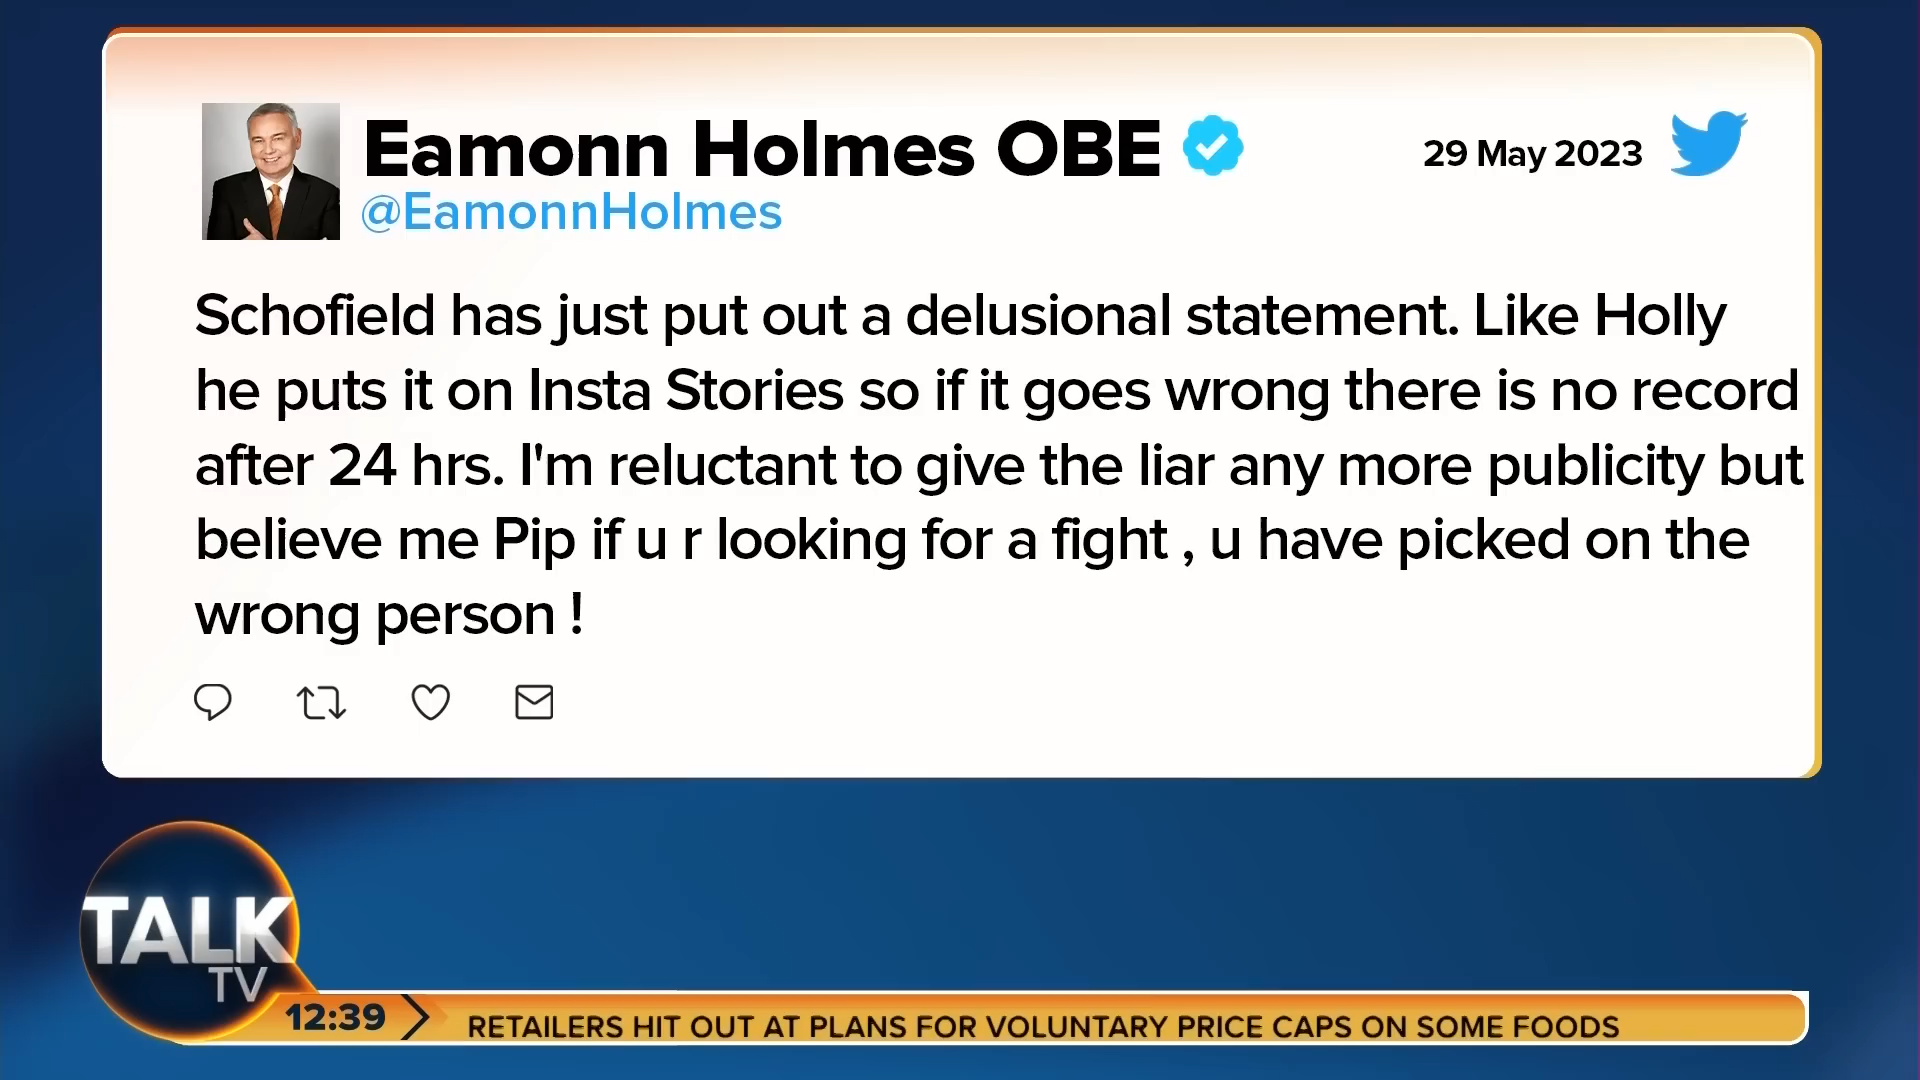 Eamonn Holmes OBE
29 May 2023
@EamonnHolmes
Schofield has just put out a delusional statement. Like Holly
he puts it on Insta Stories so if it goes wrong there is no record
after 24 hrs. I'm reluctant to give the liar any more publicity but
believe me Pip if u r looking for a fight , u have picked on the
wrong person !
TALK
TV
12:39
RETAILERS HIT OUT AT PLANS FOR VOLUNTARY PRICE CAPS ON SOME FOODS